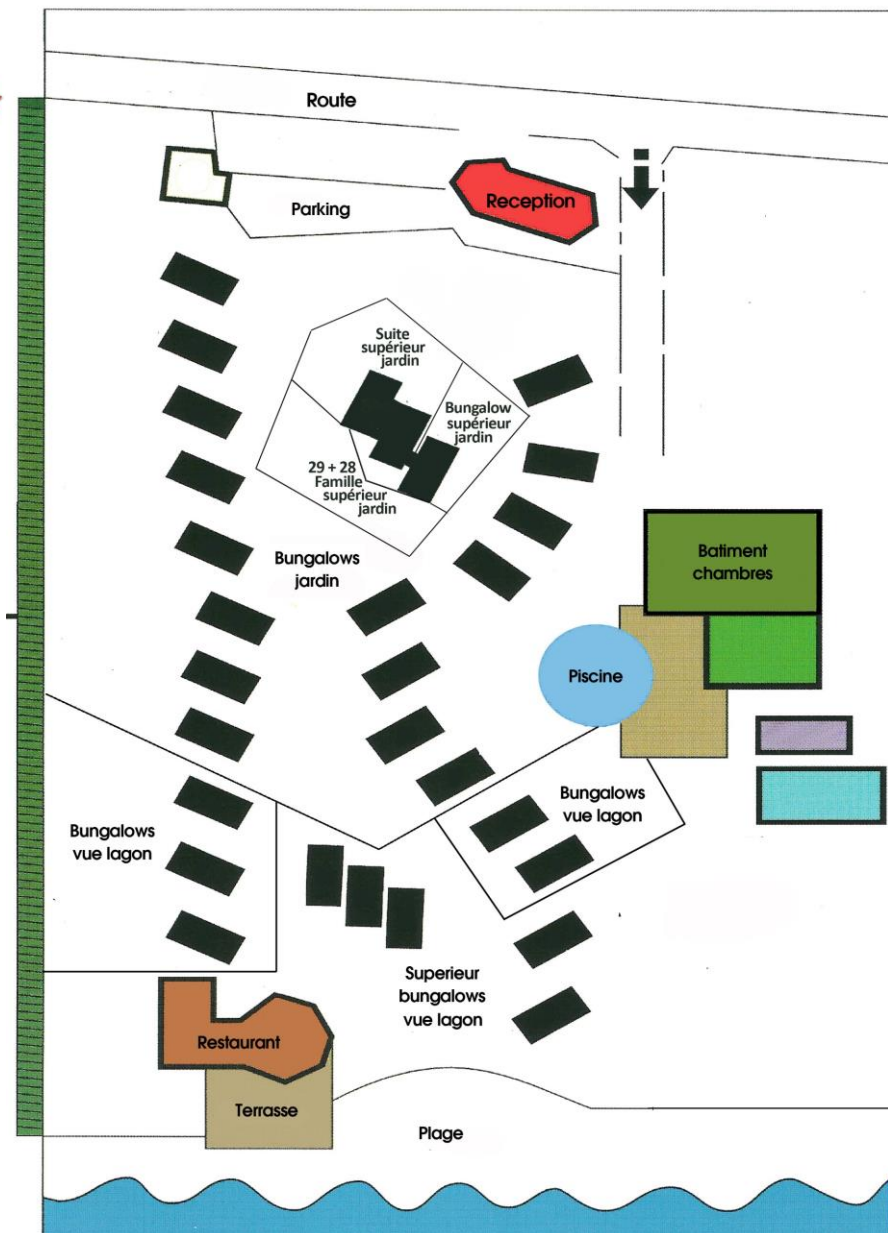 Route
Reception
Parking
Suite
supérieur
jardin
Bungalow
supérieur
jardin
29 + 28
Famille
supérieur
jardin
Bungalows
jardin
Batiment
chambres
Piscine
Bungalows
vue lagon
Bungalows
vue lagon
Superieur
bungalows
vue lagon
Restaurant
Terrasse
Plage